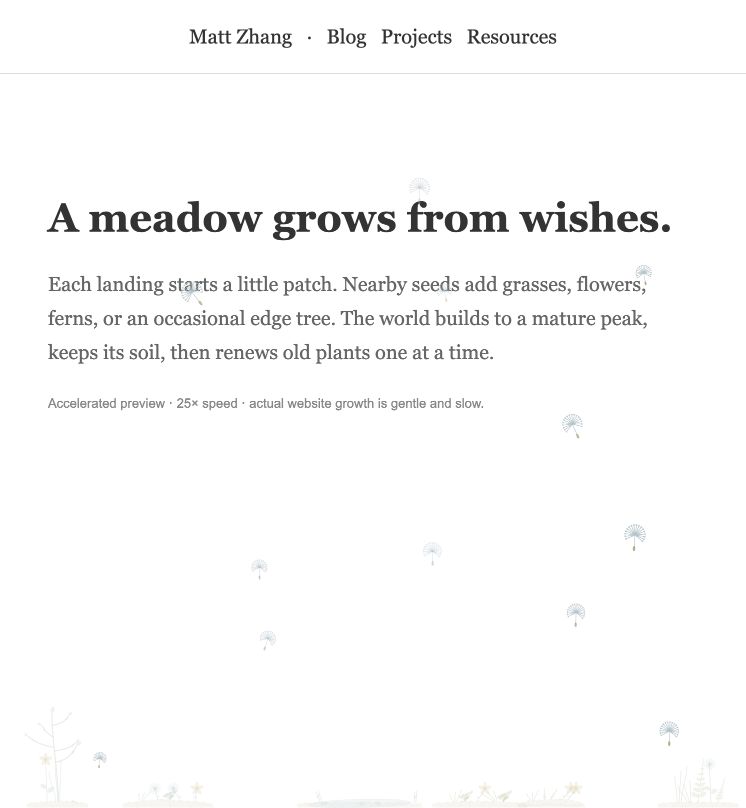 Matt Zhang · Blog Projects Resources
A meadow grows from wishes.
Each landing starts a little patch. Nearby seeds add grasses, flowers,
ferns, or an occasional edge tree. The world builds to a mature peak,
keeps its soil, then renews old plants one at a time.
Accelerated preview · 25× speed · actual website growth is gentle and slow.